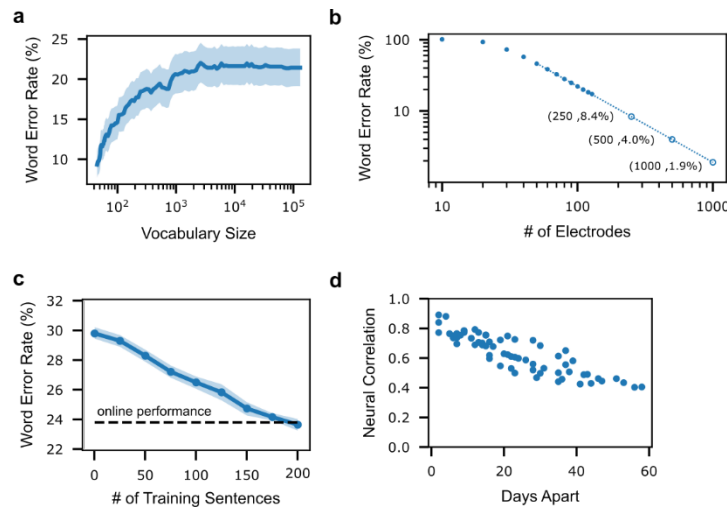 a
Word Error Rate (%)
25
20
15
10
10²
10³
10⁴
10⁵
Vocabulary Size
b
Word Error Rate (%)
100
10
(250 ,8.4%)
(500 ,4.0%)
(1000 ,1.9%)
10
100
1000
# of Electrodes
c
Word Error Rate (%)
32
30
28
26
24
22
online performance
0
50
100
150
200
# of Training Sentences
d
Neural Correlation
1.0
0.8
0.6
0.4
0.2
0.0
0
20
40
60
Days Apart